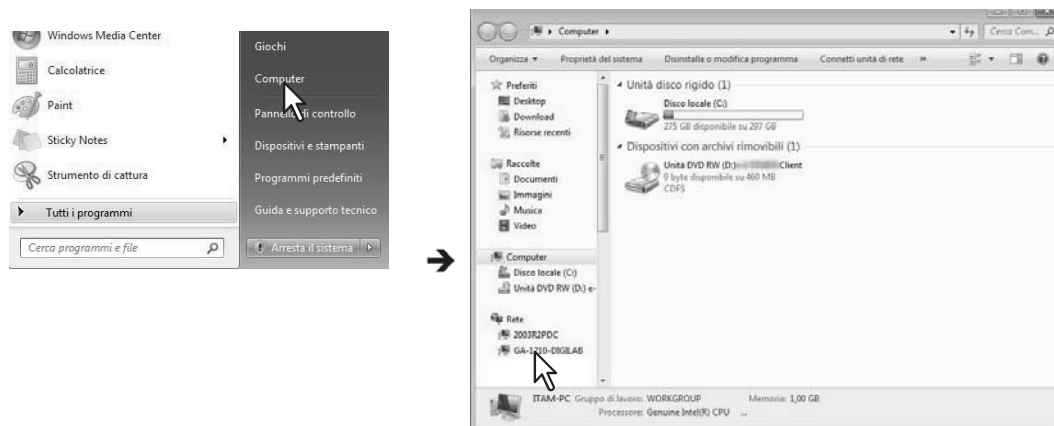 Windows Media Center
Calcolatrice
Paint
Sticky Notes
Strumento di cattura
Tutti i programmi
Cerca programmi e file
Giochi
Computer
Pannello di controllo
Dispositivi e stampanti
Programmi predefiniti
Guida e supporto tecnico
Arresta il sistema
Computer
Cerca Com...
Organizza
Proprietà del sistema
Disinstalla o modifica programma
Connetti unità di rete
»
Preferiti
Desktop
Download
Risorse recenti
Raccolte
Documenti
Immagini
Musica
Video
Computer
Disco locale (C:)
Unità DVD RW (D:) e-
Rete
2003R2PDC
GA-1210-DIGILAB
Unità disco rigido (1)
Disco locale (C:)
275 GB disponibile su 297 GB
Dispositivi con archivi rimovibili (1)
Unità DVD RW (D:) Client
0 byte disponibile su 460 MB
CDFS
ITAM-PC Gruppo di lavoro: WORKGROUP Memoria: 1,00 GB
Processore: Genuine Intel(R) CPU ...